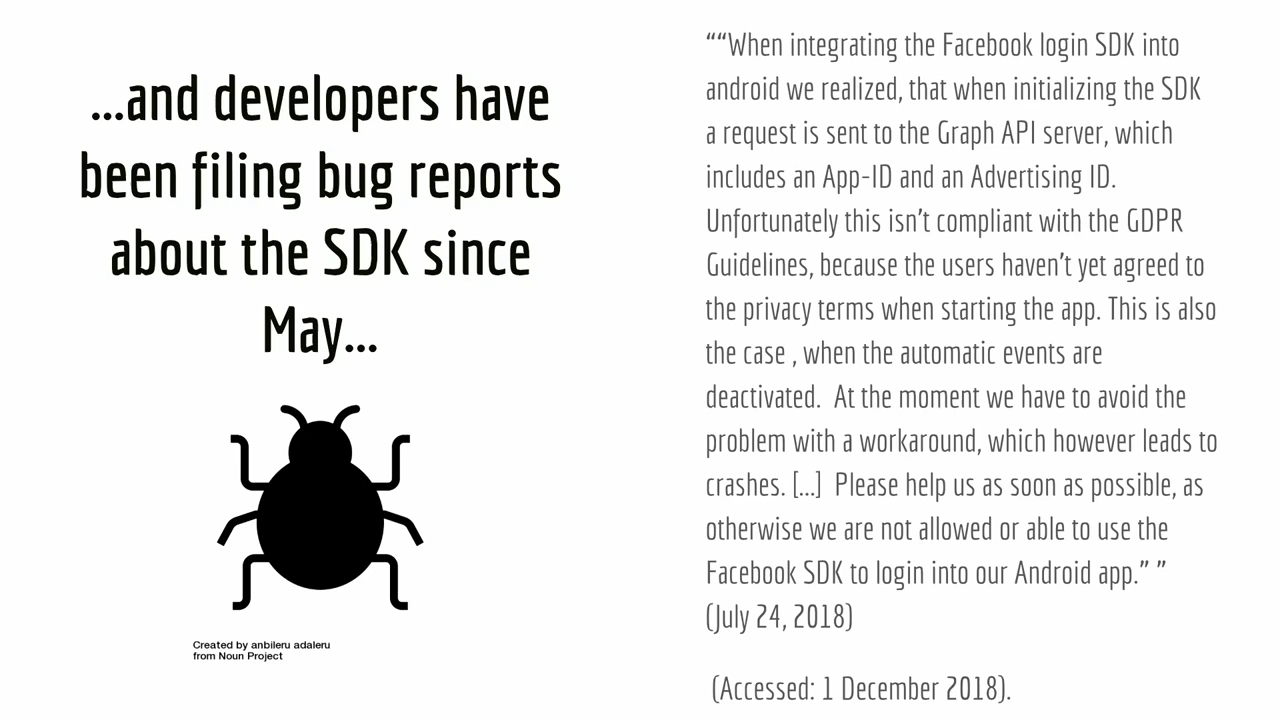 ...and developers have
been filing bug reports
about the SDK since
May...
Created by anbileru adaleru
from Noun Project
““When integrating the Facebook login SDK into
android we realized, that when initializing the SDK
a request is sent to the Graph API server, which
includes an App-ID and an Advertising ID.
Unfortunately this isn’t compliant with the GDPR
Guidelines, because the users haven’t yet agreed to
the privacy terms when starting the app. This is also
the case , when the automatic events are
deactivated.  At the moment we have to avoid the
problem with a workaround, which however leads to
crashes. [...]  Please help us as soon as possible, as
otherwise we are not allowed or able to use the
Facebook SDK to login into our Android app.” ”
(July 24, 2018)
(Accessed: 1 December 2018).